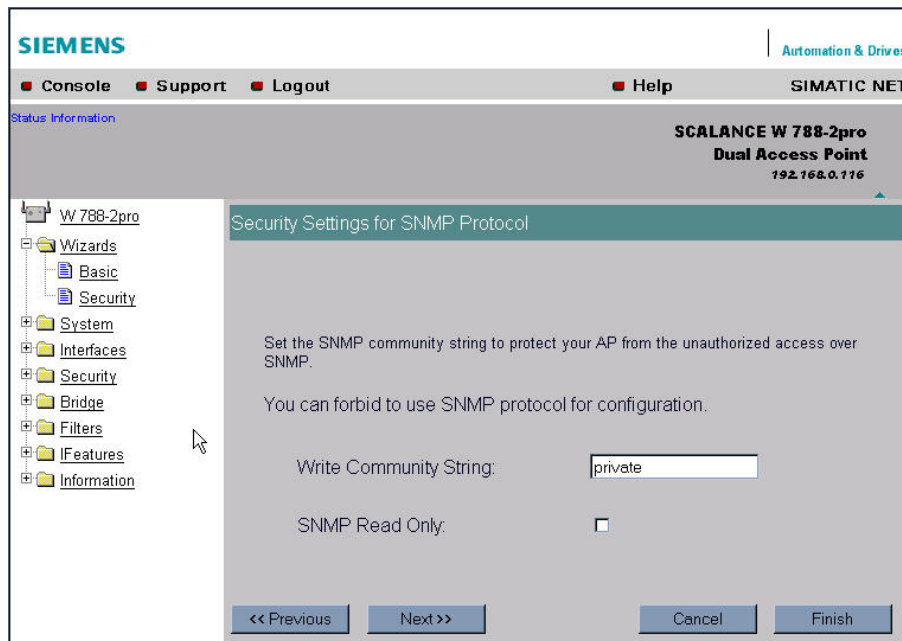 SIEMENS
Automation & Drives
Console Support Logout Help SIMATIC NET
Status Information
SCALANCE W 788-2pro
Dual Access Point
192.168.0.116
W 788-2pro
Wizards
Basic
Security
System
Interfaces
Security
Bridge
Filters
IFeatures
Information
Security Settings for SNMP Protocol
Set the SNMP community string to protect your AP from the unauthorized access over
SNMP.
You can forbid to use SNMP protocol for configuration.
Write Community String: private
SNMP Read Only:
<< Previous Next >> Cancel Finish